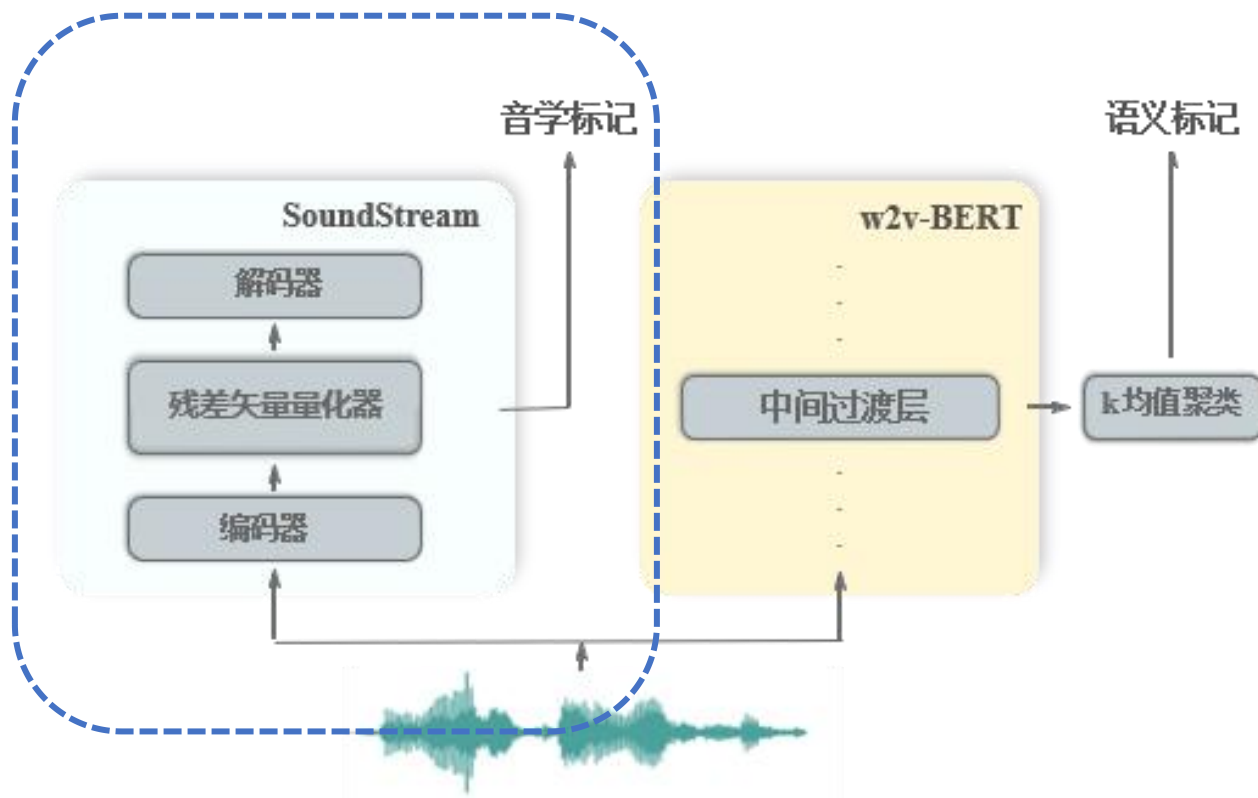 音学标记
语义标记
SoundStream
w2v-BERT
解码器
残差矢量量化器
中间过渡层
k均值聚类
编码器